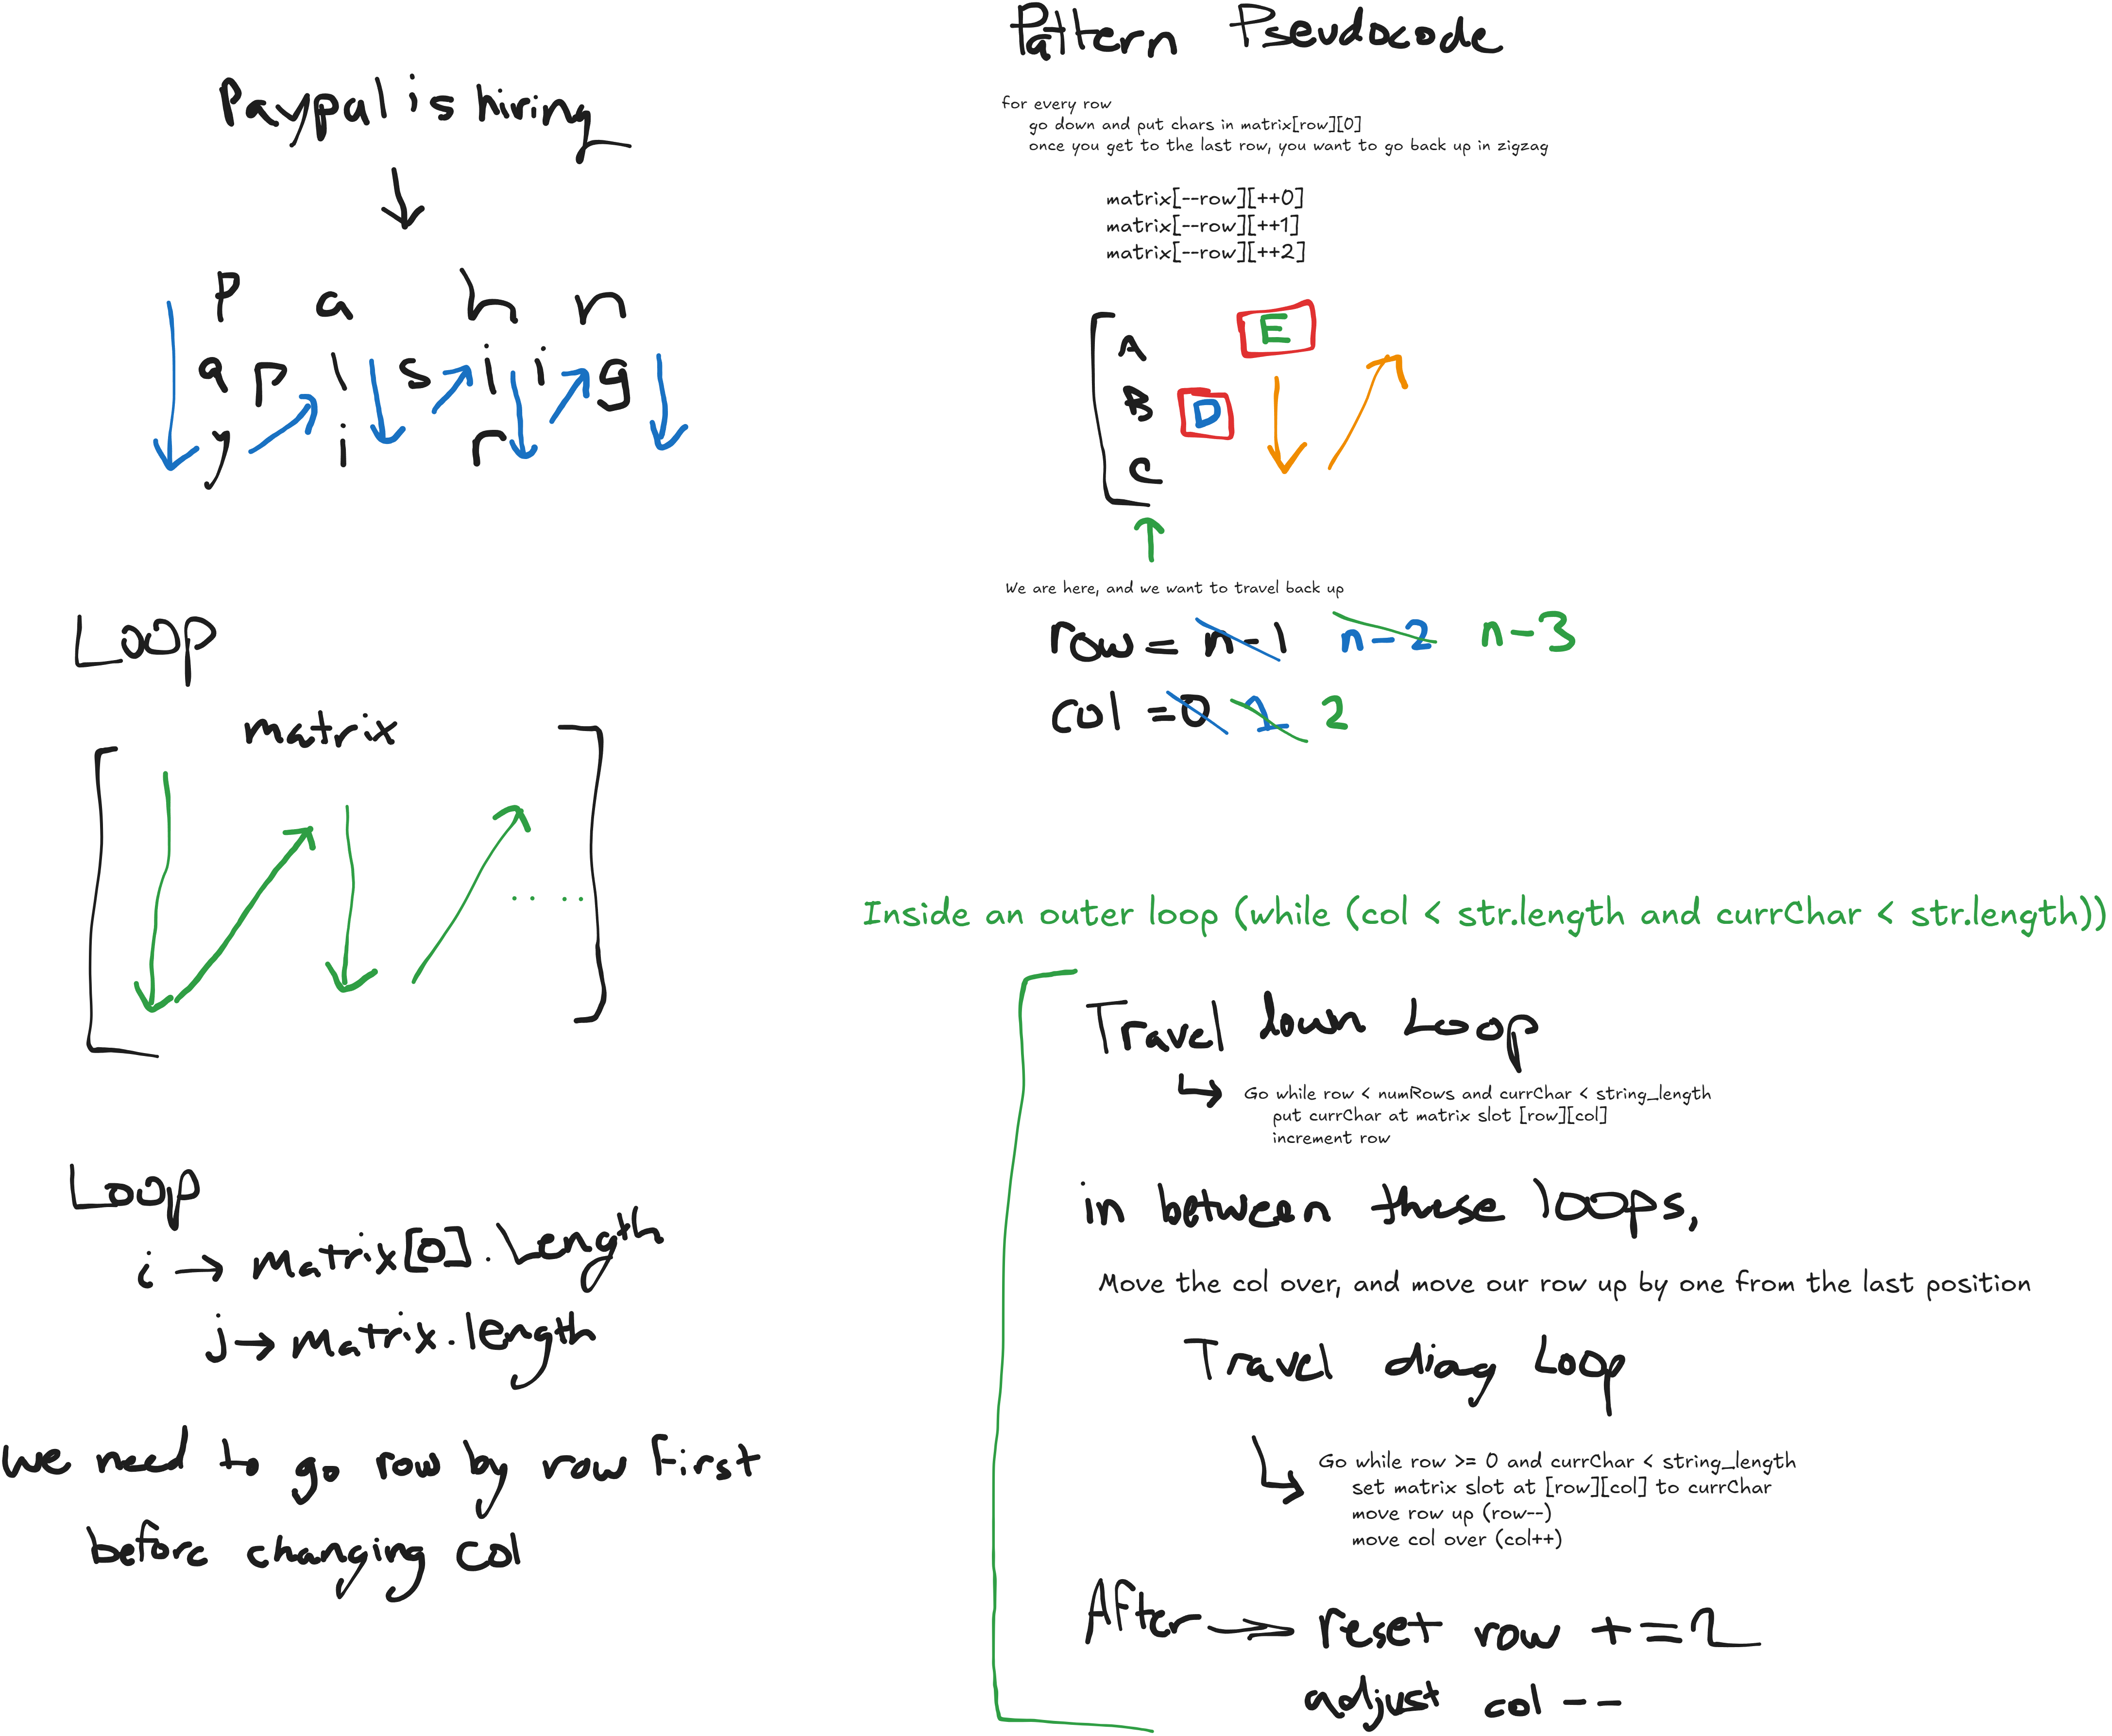 Paypal is hiring
P a h n
a p l s i i g
y i r
Loop
matrix
Loop
i → matrix[0].length
j → matrix.length
we need to go row by row first
before changing col
Pattern Pseudocode
for every row
go down and put chars in matrix[row][0]
once you get to the last row, you want to go back up in zigzag
matrix[--row][++0]
matrix[--row][++1]
matrix[--row][++2]
A E
B D
C
We are here, and we want to travel back up
row = n-1 n-2 n-3
col = 0 1 2
Inside an outer loop (while (col < str.length and currChar < str.length))
Travel down Loop
Go while row < numRows and currChar < string_length
put currChar at matrix slot [row][col]
increment row
in between these loops,
Move the col over, and move our row up by one from the last position
Travel diag Loop
Go while row >= 0 and currChar < string_length
set matrix slot at [row][col] to currChar
move row up (row--)
move col over (col++)
After → reset row +=2
adjust col --